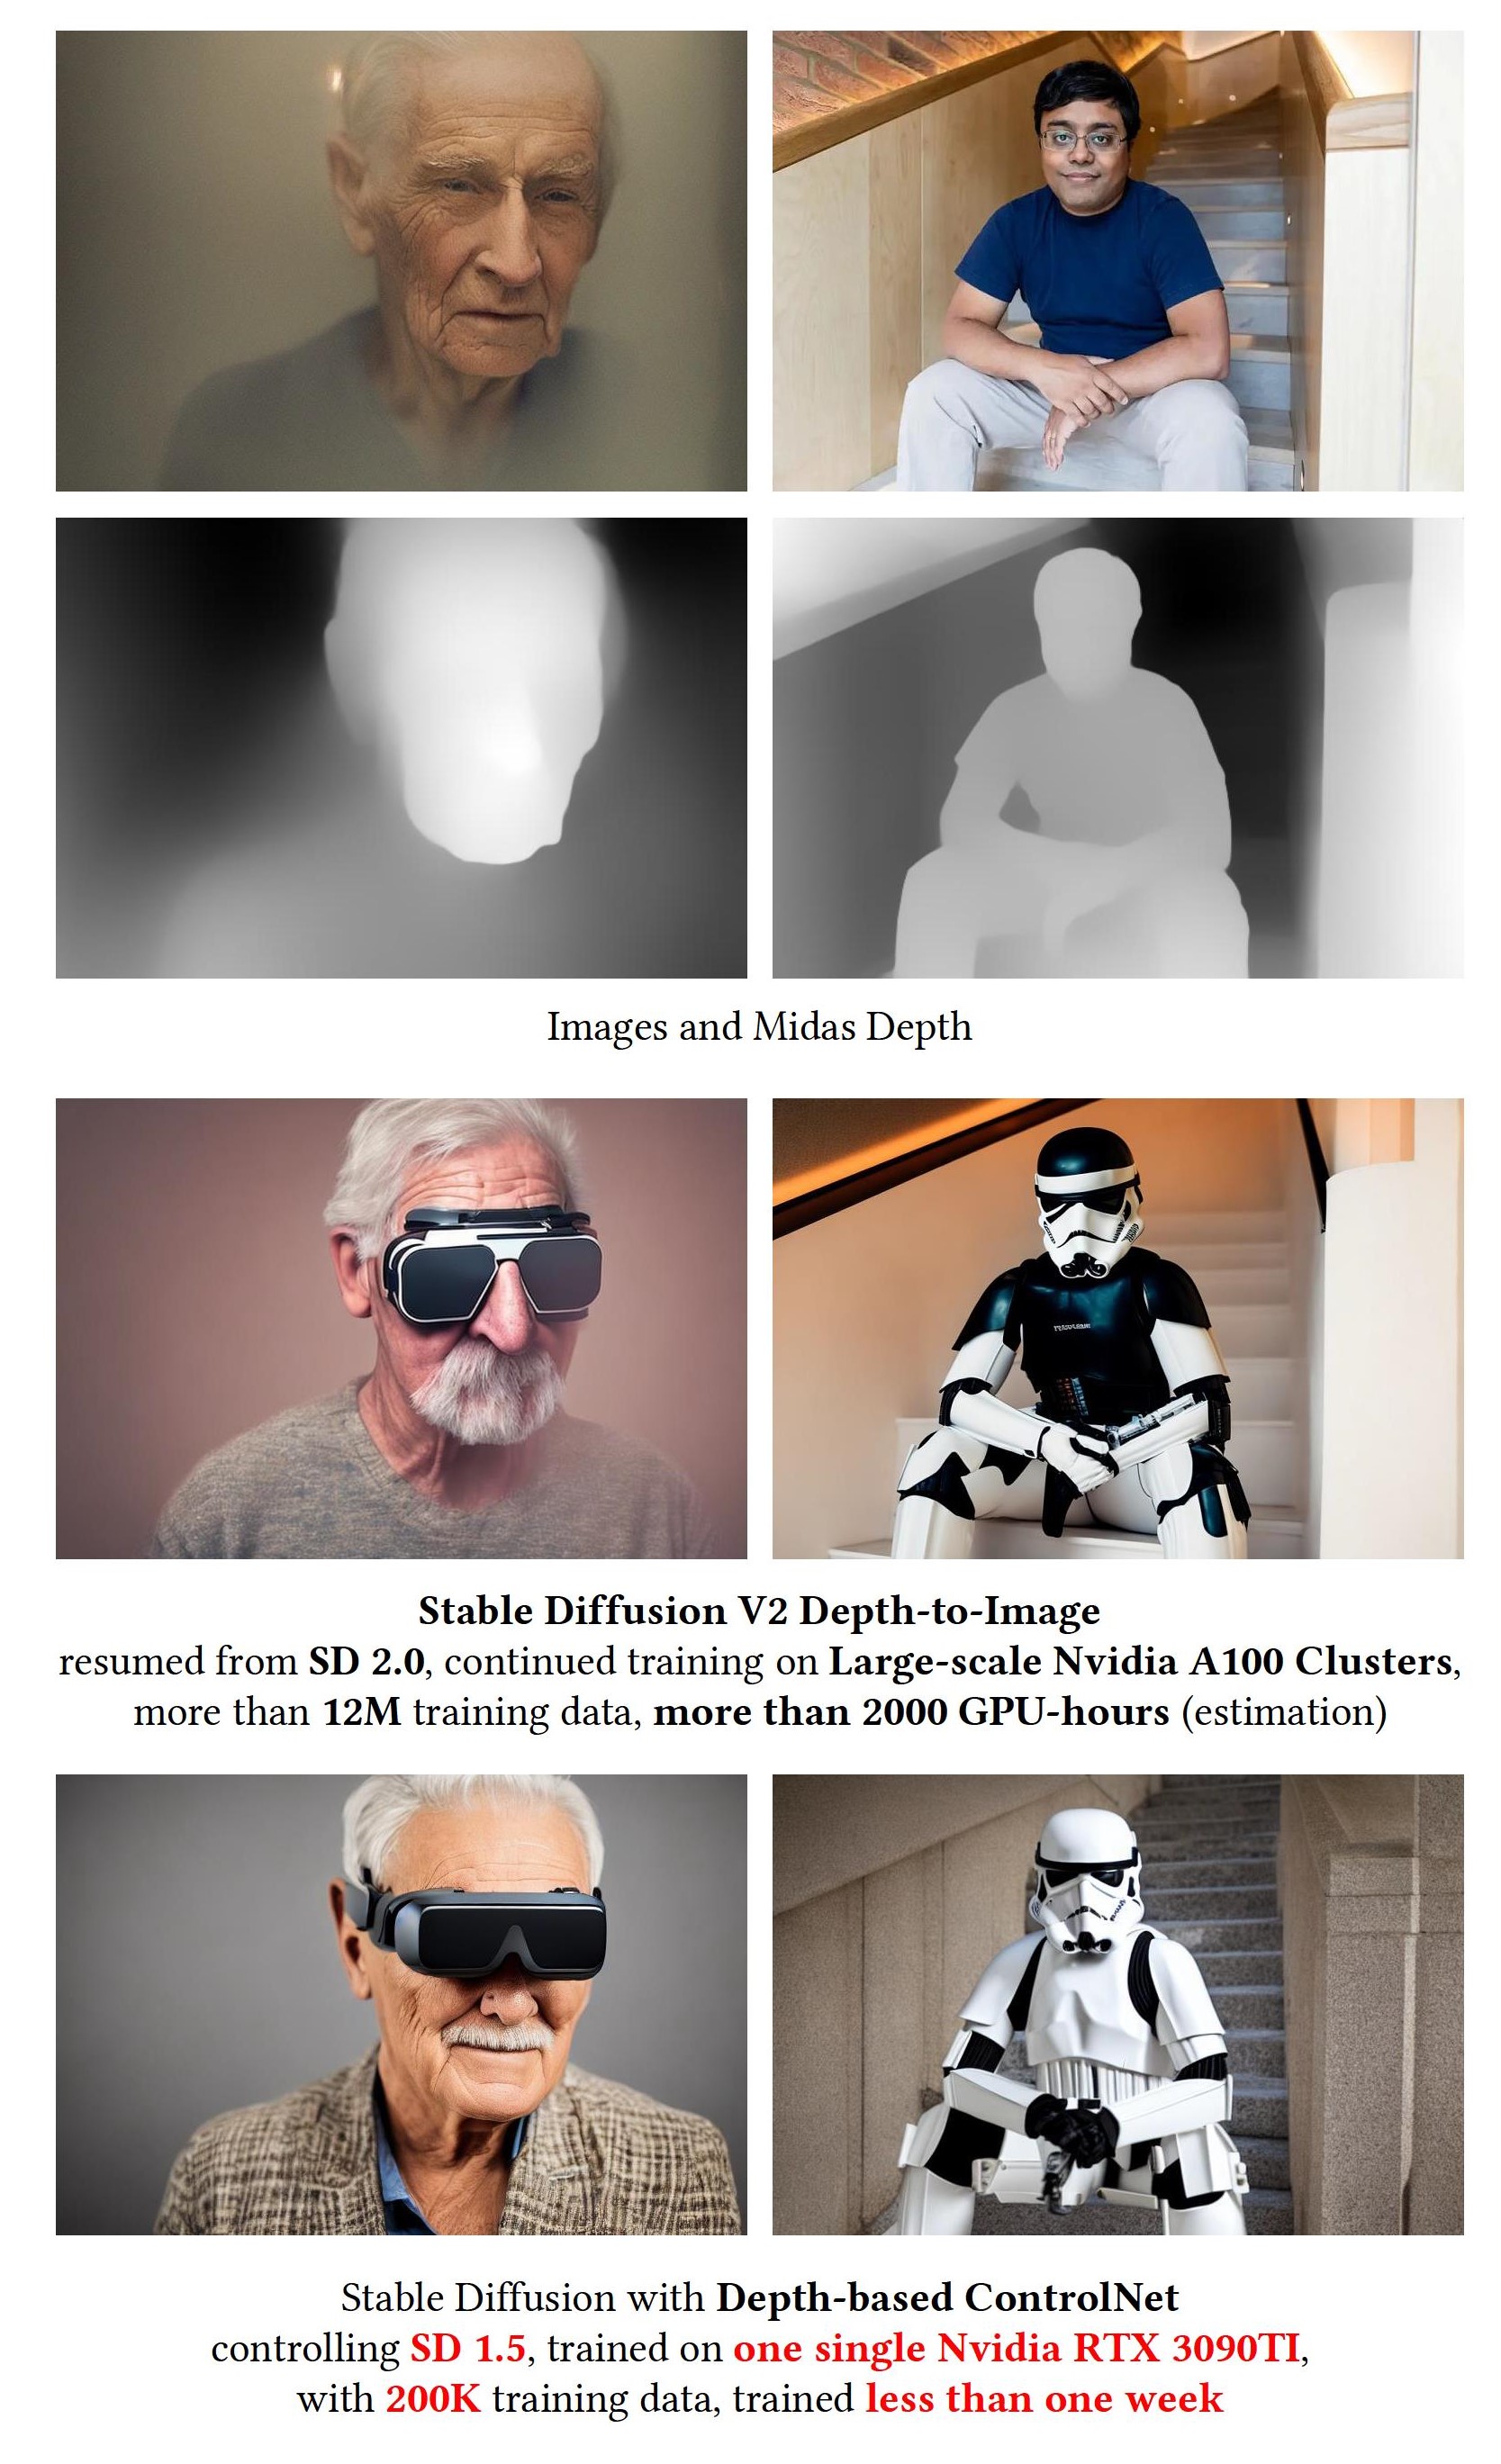 Images and Midas Depth
Stable Diffusion V2 Depth-to-Image
resumed from SD 2.0, continued training on Large-scale Nvidia A100 Clusters,
more than 12M training data, more than 2000 GPU-hours (estimation)
Stable Diffusion with Depth-based ControlNet
controlling SD 1.5, trained on one single Nvidia RTX 3090TI,
with 200K training data, trained less than one week